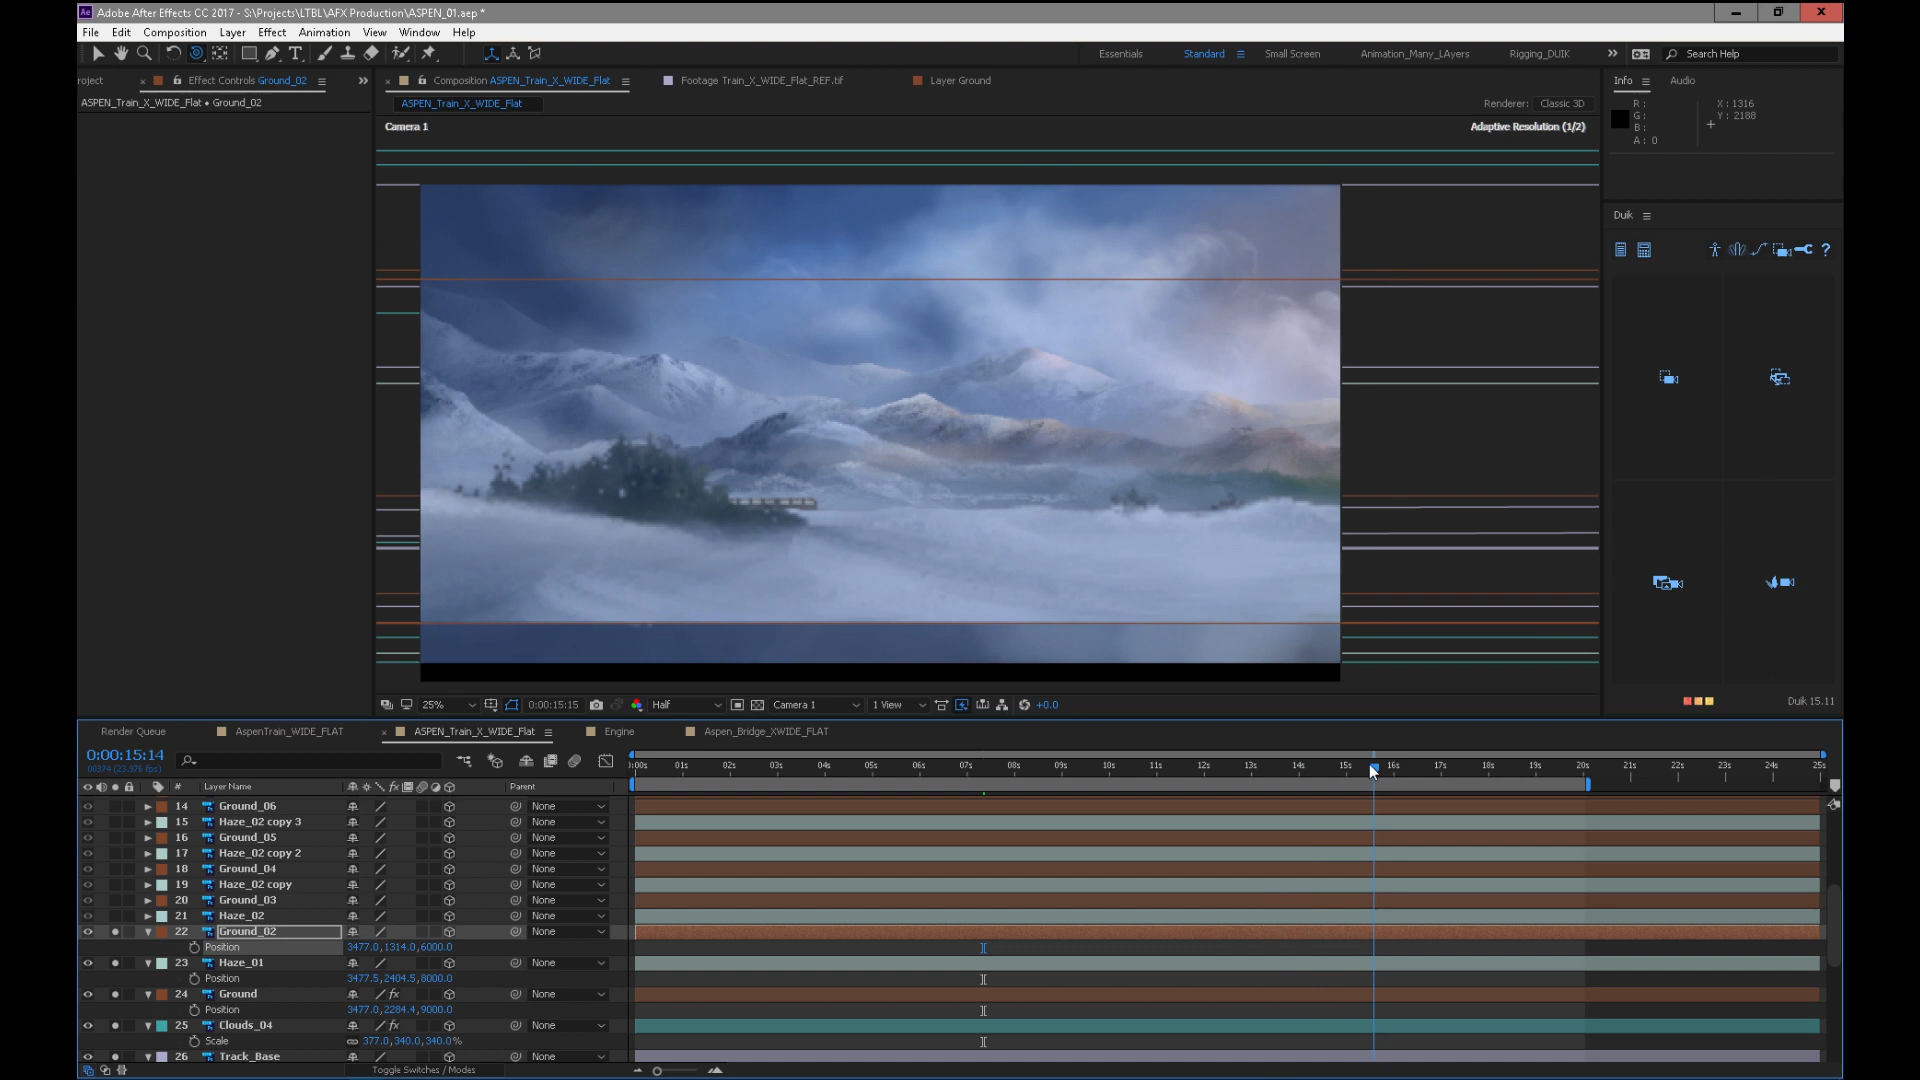 Ae Adobe After Effects CC 2017 - S:\Projects\LTBL\AFX Production\ASPEN_01.aep *
File Edit Composition Layer Effect Animation View Window Help
Essentials Standard Small Screen Animation_Many_LAyers Rigging_DUIK Search Help
roject Effect Controls Ground_02 Composition ASPEN_Train_X_WIDE_Flat Footage Train_X_WIDE_Flat_REF.tif Layer Ground Info Audio
ASPEN_Train_X_WIDE_Flat • Ground_02 ASPEN_Train_X_WIDE_Flat Renderer: Classic 3D
R: X: 1316
G: Y: 2188
B:
A: 0
Camera 1 Adaptive Resolution (1/2)
Duik
Duik 15.11
25% 0:00:15:15 Half Camera 1 1 View +0.0
Render Queue AspenTrain_WIDE_FLAT ASPEN_Train_X_WIDE_Flat Engine Aspen_Bridge_XWIDE_FLAT
0:00:15:14
00374 (23.976 fps)
:00s 01s 02s 03s 04s 05s 06s 07s 08s 09s 10s 11s 12s 13s 14s 15s 16s 17s 18s 19s 20s 21s 22s 23s 24s 25s
# Layer Name Parent
14 Ground_06 None
15 Haze_02 copy 3 None
16 Ground_05 None
17 Haze_02 copy 2 None
18 Ground_04 None
19 Haze_02 copy None
20 Ground_03 None
21 Haze_02 None
22 Ground_02 None
Position 3477.0,1314.0,6000.0
23 Haze_01 None
Position 3477.5,2404.5,8000.0
24 Ground fx None
Position 3477.0,2284.4,9000.0
25 Clouds_04 fx None
Scale 377.0,340.0,340.0%
26 Track_Base None
Toggle Switches / Modes